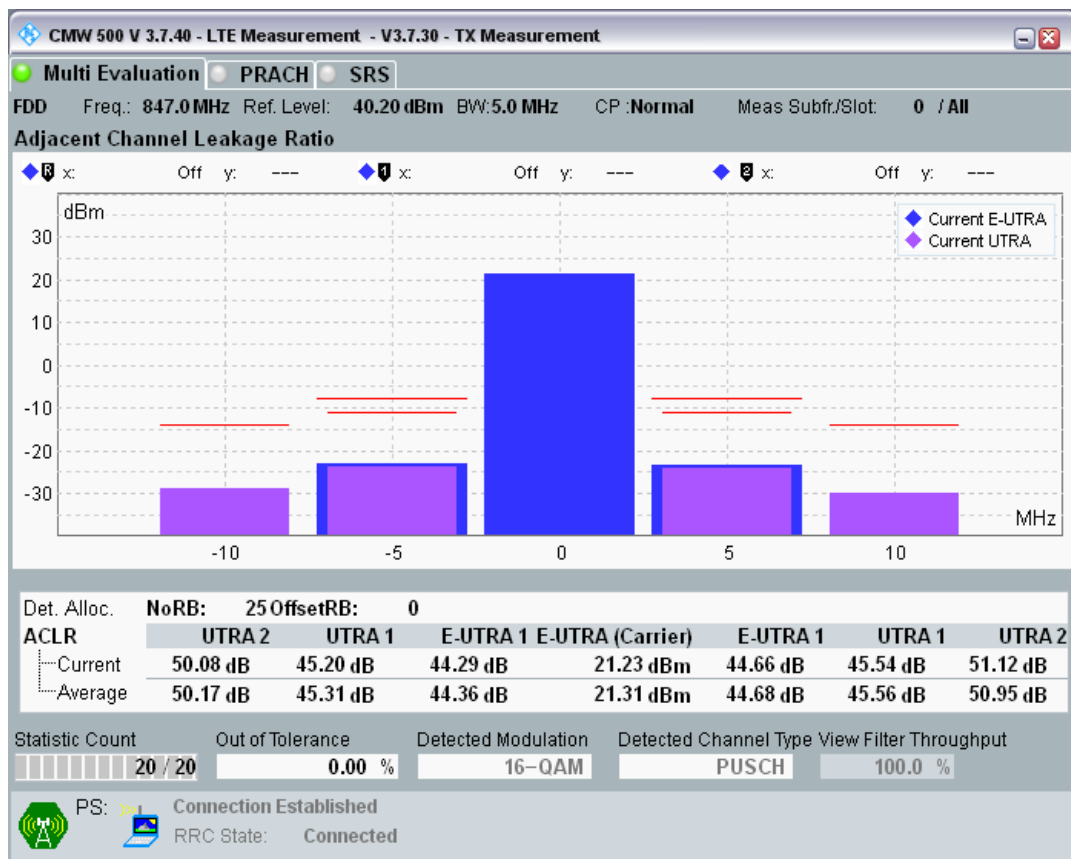 CMW 500 V 3.7.40 - LTE Measurement - V3.7.30 - TX Measurement
Multi Evaluation PRACH SRS
FDD Freq.: 847.0 MHz Ref. Level: 40.20 dBm BW:5.0 MHz CP :Normal Meas Subfr./Slot: 0 / All
Adjacent Channel Leakage Ratio
R x: Off y: --- 1 x: Off y: --- 2 x: Off y: ---
dBm
Current E-UTRA
Current UTRA
30
20
10
0
-10
-20
-30
MHz
-10 -5 0 5 10
Det. Alloc. NoRB: 25 OffsetRB: 0
ACLR UTRA 2 UTRA 1 E-UTRA 1 E-UTRA (Carrier) E-UTRA 1 UTRA 1 UTRA 2
Current 50.08 dB 45.20 dB 44.29 dB 21.23 dBm 44.66 dB 45.54 dB 51.12 dB
Average 50.17 dB 45.31 dB 44.36 dB 21.31 dBm 44.68 dB 45.56 dB 50.95 dB
Statistic Count Out of Tolerance Detected Modulation Detected Channel Type View Filter Throughput
20 / 20 0.00 % 16-QAM PUSCH 100.0 %
PS: Connection Established
RRC State: Connected